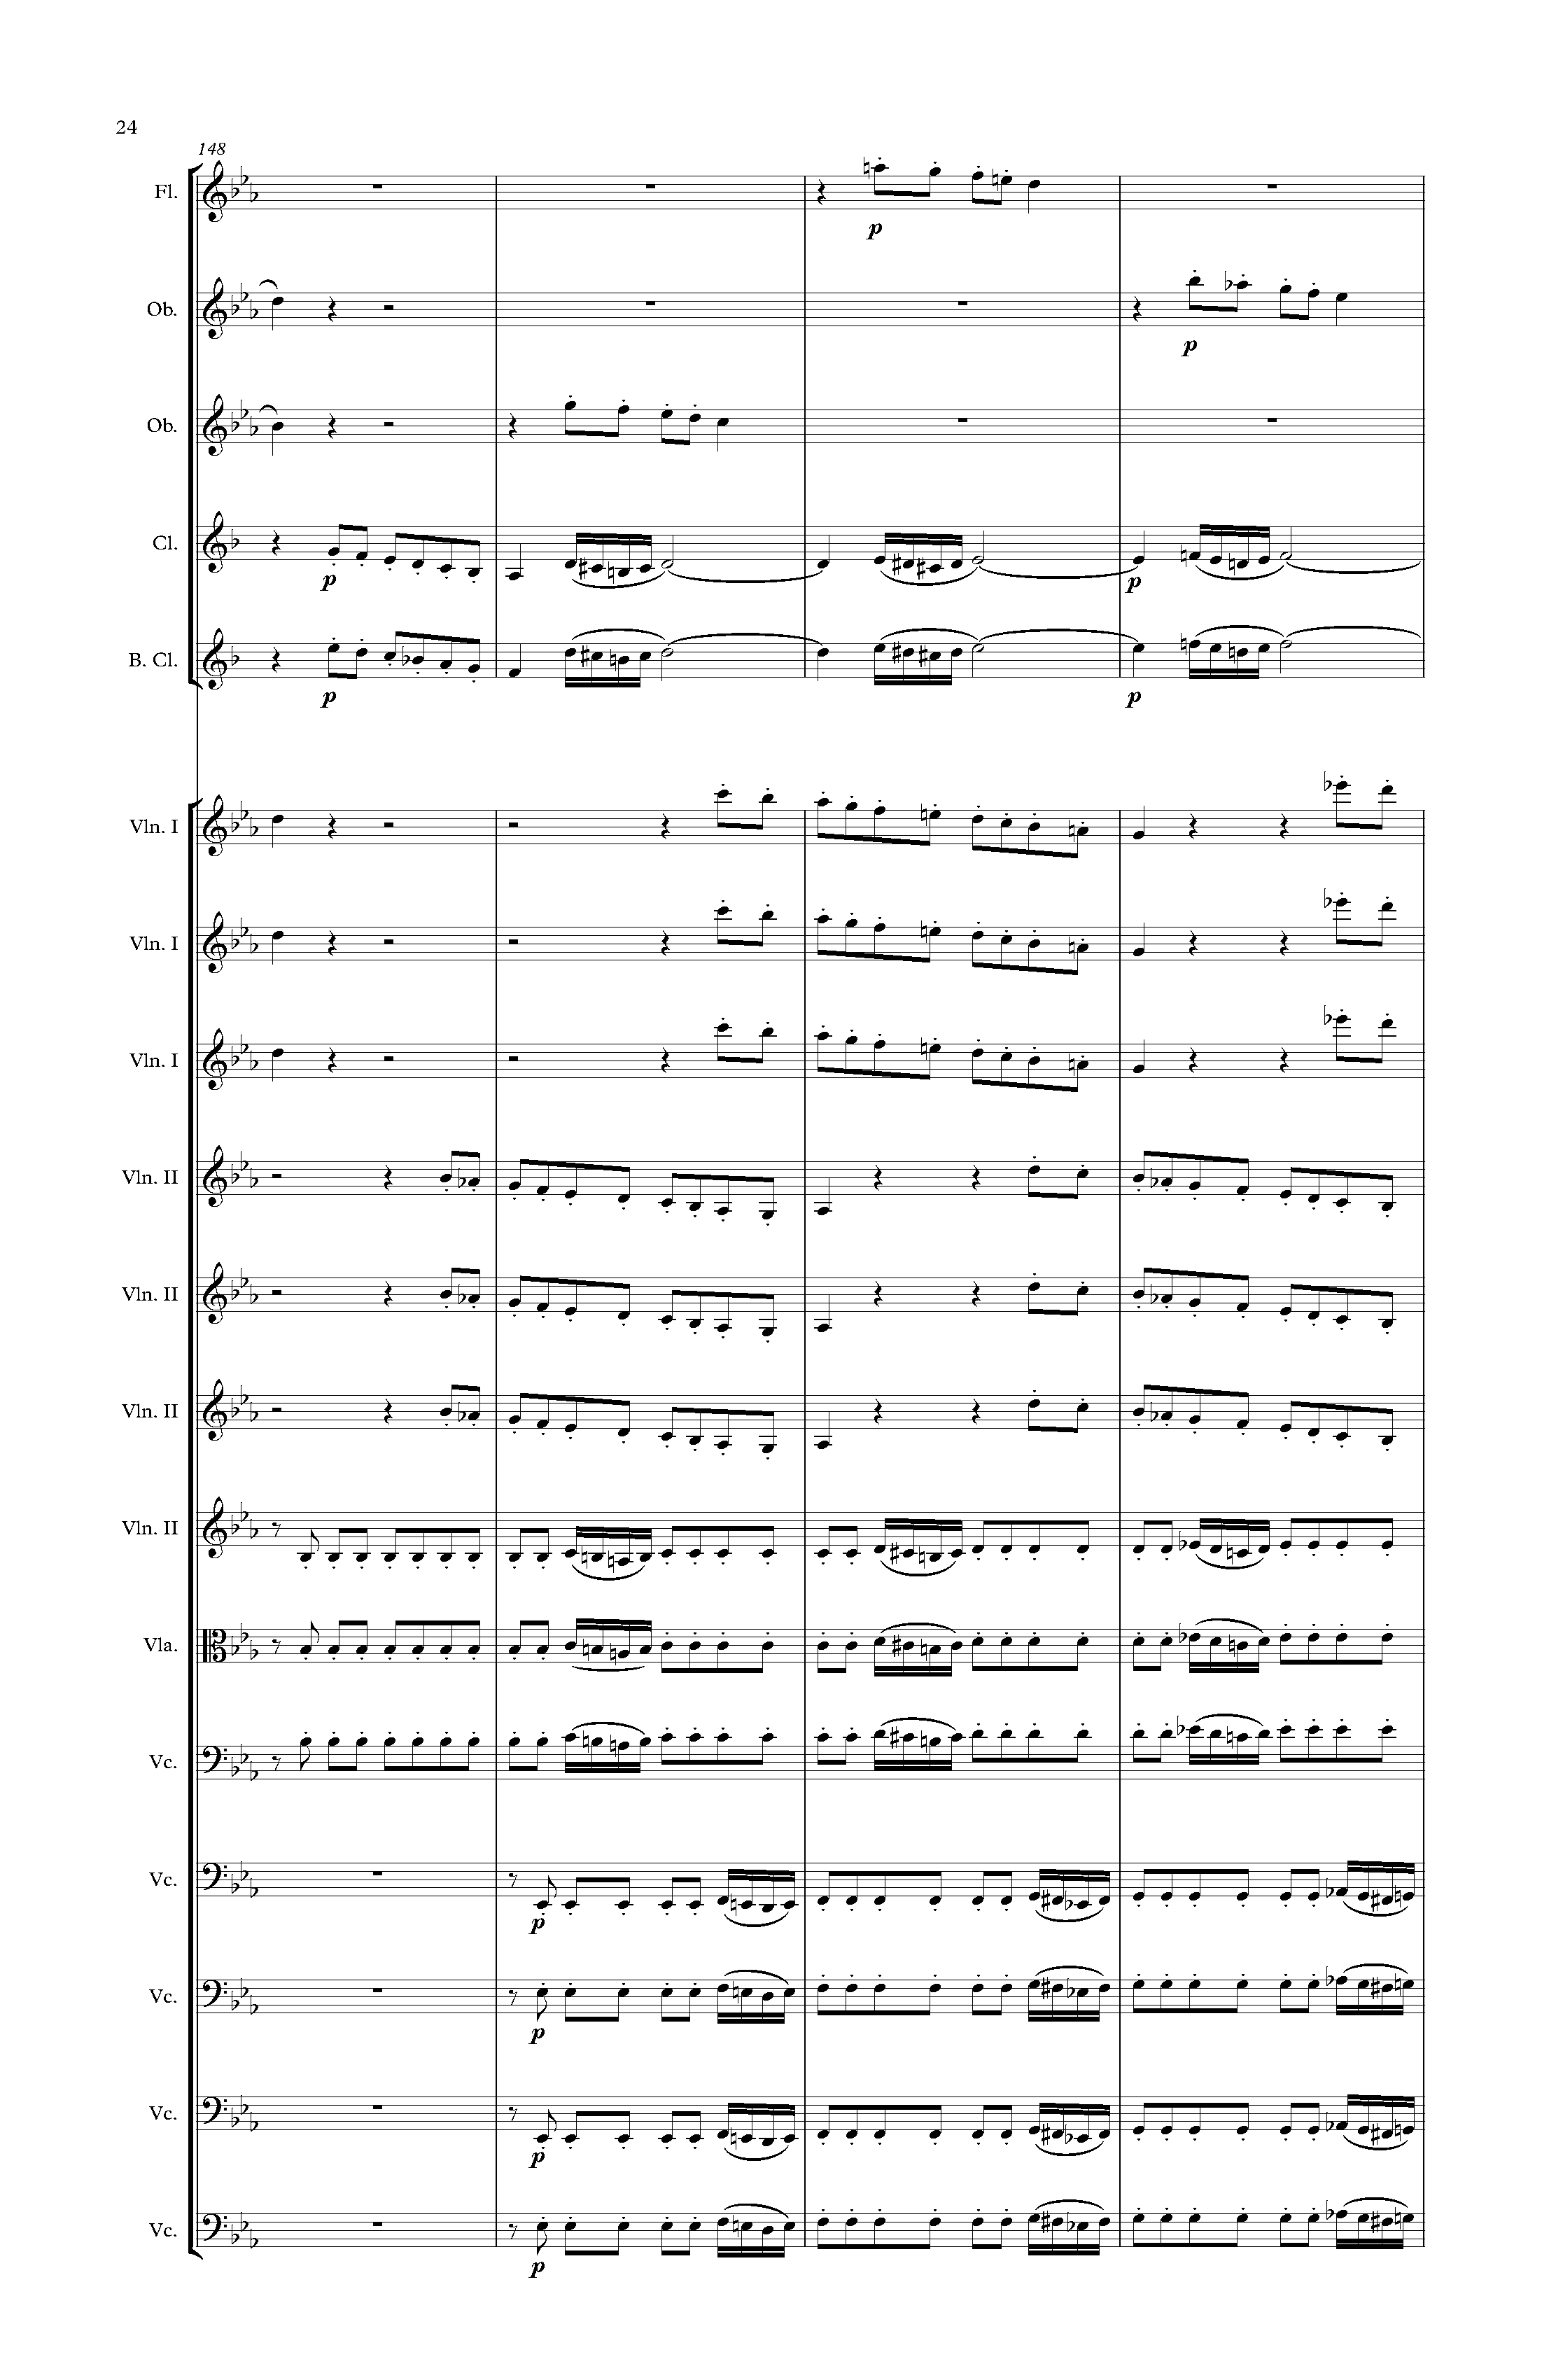 24
148
Fl.
p
Ob.
p
Ob.
Cl.
p
p
B. Cl.
p
p
Vln. I
Vln. I
Vln. I
Vln. II
Vln. II
Vln. II
Vln. II
Vla.
Vc.
Vc.
p
Vc.
p
Vc.
p
Vc.
p